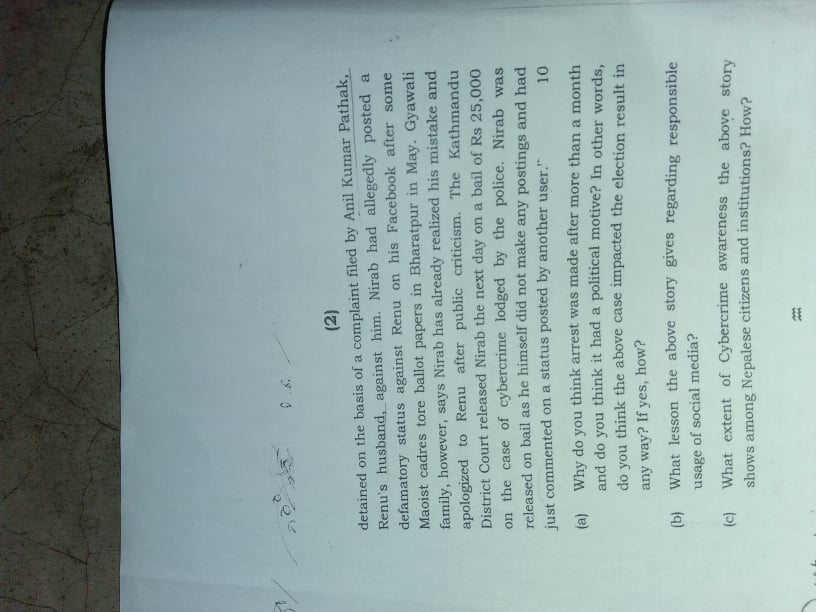 (2)
detained on the basis of a complaint filed by Anil Kumar Pathak,
Renu's husband, against him. Nirab had allegedly posted a
defamatory status against Renu on his Facebook after some
Maoist cadres tore ballot papers in Bharatpur in May. Gyawali
family, however, says Nirab has already realized his mistake and
apologized to Renu after public criticism. The Kathmandu
District Court released Nirab the next day on a bail of Rs 25,000
on the case of cybercrime lodged by the police. Nirab was
released on bail as he himself did not make any postings and had
just commented on a status posted by another user." 10
(a) Why do you think arrest was made after more than a month
and do you think it had a political motive? In other words,
do you think the above case impacted the election result in
any way? If yes, how?
(b) What lesson the above story gives regarding responsible
usage of social media?
(c) What extent of Cybercrime awareness the above story
shows among Nepalese citizens and institutions? How?